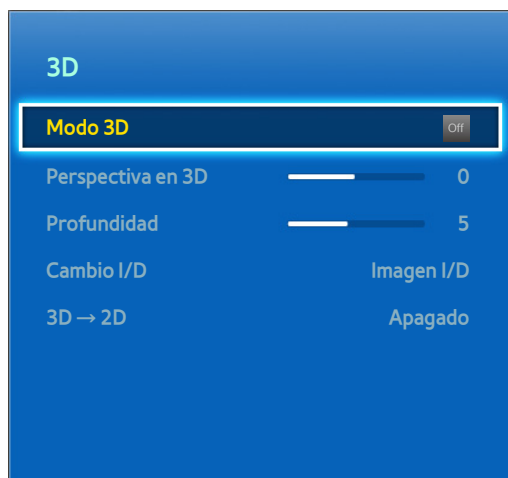 3D
Modo 3D Off
Perspectiva en 3D 0
Profundidad 5
Cambio I/D Imagen I/D
3D → 2D Apagado